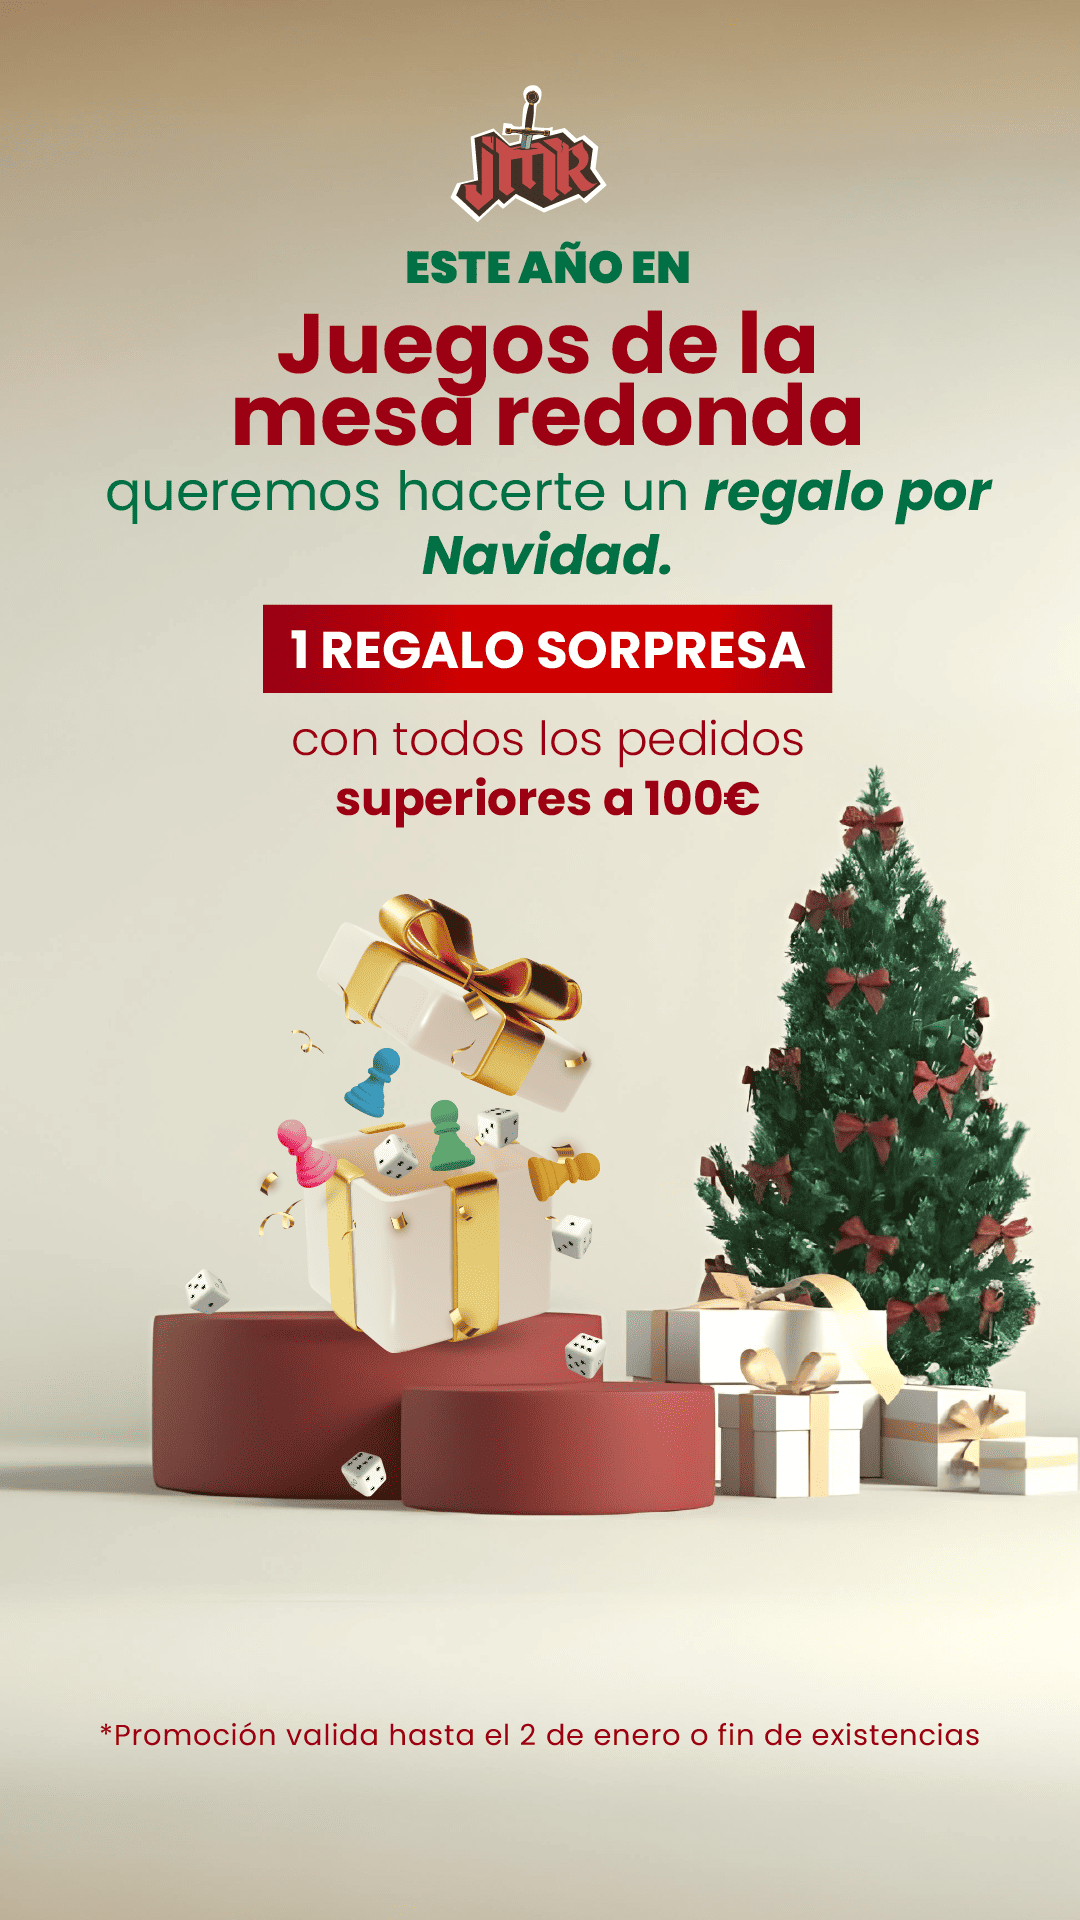 JMR
ESTE AÑO EN
Juegos de la
mesa redonda
queremos hacerte un regalo por
Navidad.
1 REGALO SORPRESA
con todos los pedidos
superiores a 100€
*Promoción valida hasta el 2 de enero o fin de existencias